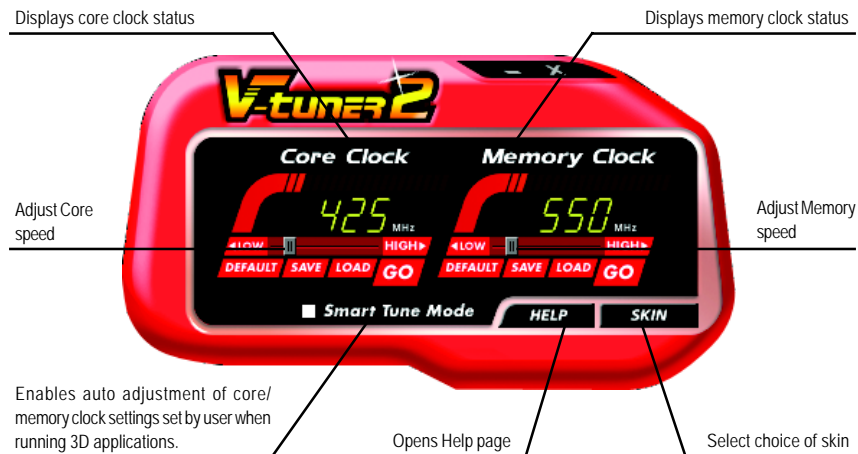 Displays core clock status
Displays memory clock status
V-tuner 2
- X
Core Clock
Memory Clock
425 MHz
550 MHz
Adjust Core
speed
Adjust Memory
speed
◄LOW
HIGH►
◄LOW
HIGH►
DEFAULT SAVE LOAD GO
DEFAULT SAVE LOAD GO
Smart Tune Mode
HELP
SKIN
Enables auto adjustment of core/
memory clock settings set by user when
running 3D applications.
Opens Help page
Select choice of skin